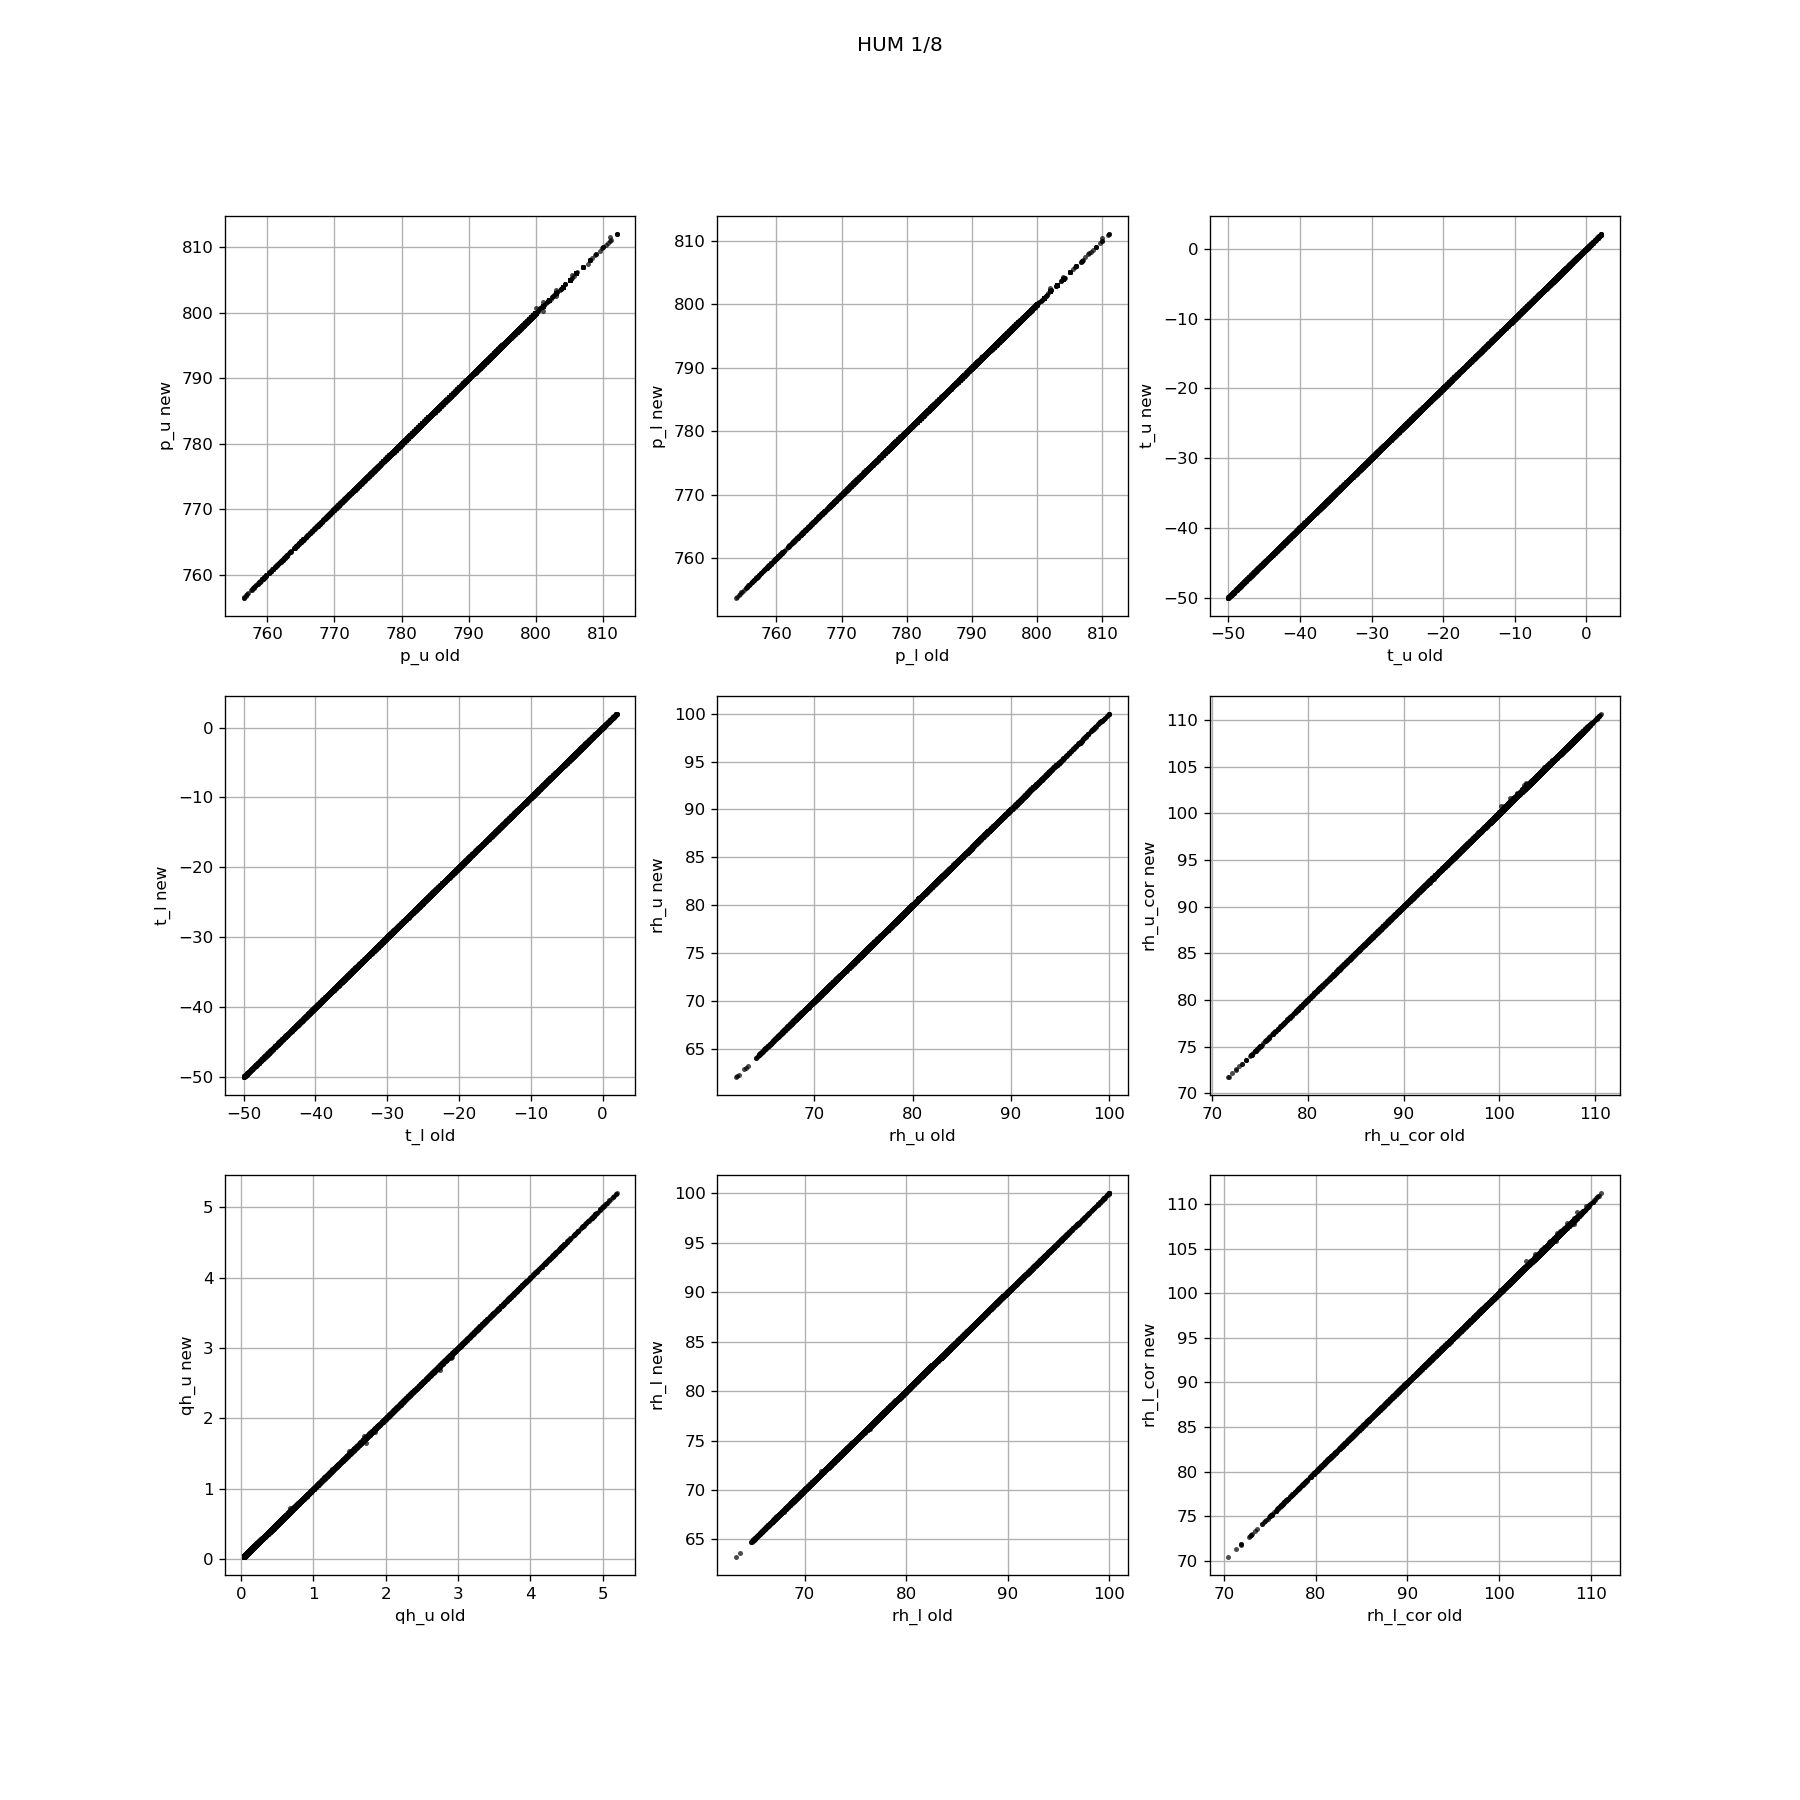 HUM 1/8
810
800
790
780
770
760
p_u new
760 770 780 790 800 810
p_u old
810
800
790
780
770
760
p_l new
760 770 780 790 800 810
p_l old
0
−10
−20
−30
−40
−50
t_u new
−50 −40 −30 −20 −10 0
t_u old
0
−10
−20
−30
−40
−50
t_l new
−50 −40 −30 −20 −10 0
t_l old
100
95
90
85
80
75
70
65
rh_u new
70 80 90 100
rh_u old
110
105
100
95
90
85
80
75
70
rh_u_cor new
70 80 90 100 110
rh_u_cor old
5
4
3
2
1
0
qh_u new
0 1 2 3 4 5
qh_u old
100
95
90
85
80
75
70
65
rh_l new
70 80 90 100
rh_l old
110
105
100
95
90
85
80
75
70
rh_l_cor new
70 80 90 100 110
rh_l_cor old